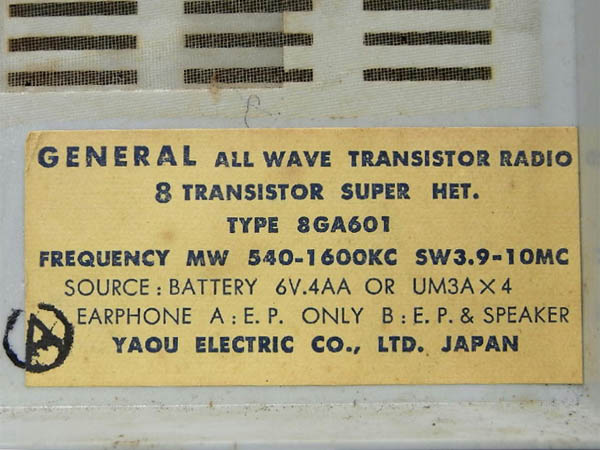 GENERAL ALL WAVE TRANSISTOR RADIO
8 TRANSISTOR SUPER HET.
TYPE 8GA601
FREQUENCY MW 540-1600KC SW3.9-10MC
SOURCE : BATTERY 6V.4AA OR UM3A×4
EARPHONE A : E.P. ONLY B : E.P. & SPEAKER
YAOU ELECTRIC CO., LTD. JAPAN
A